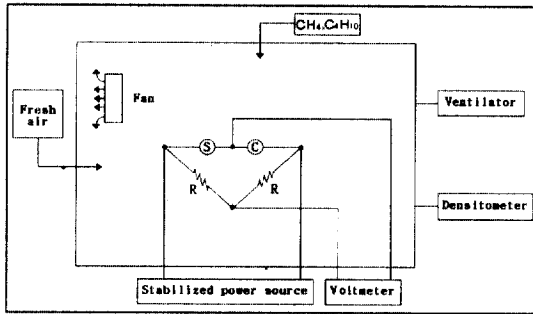 CH4,C4H10
Fan
Fresh
air
Ventilator
S
C
R
R
Densitometer
Stabilized power source
Voltmeter